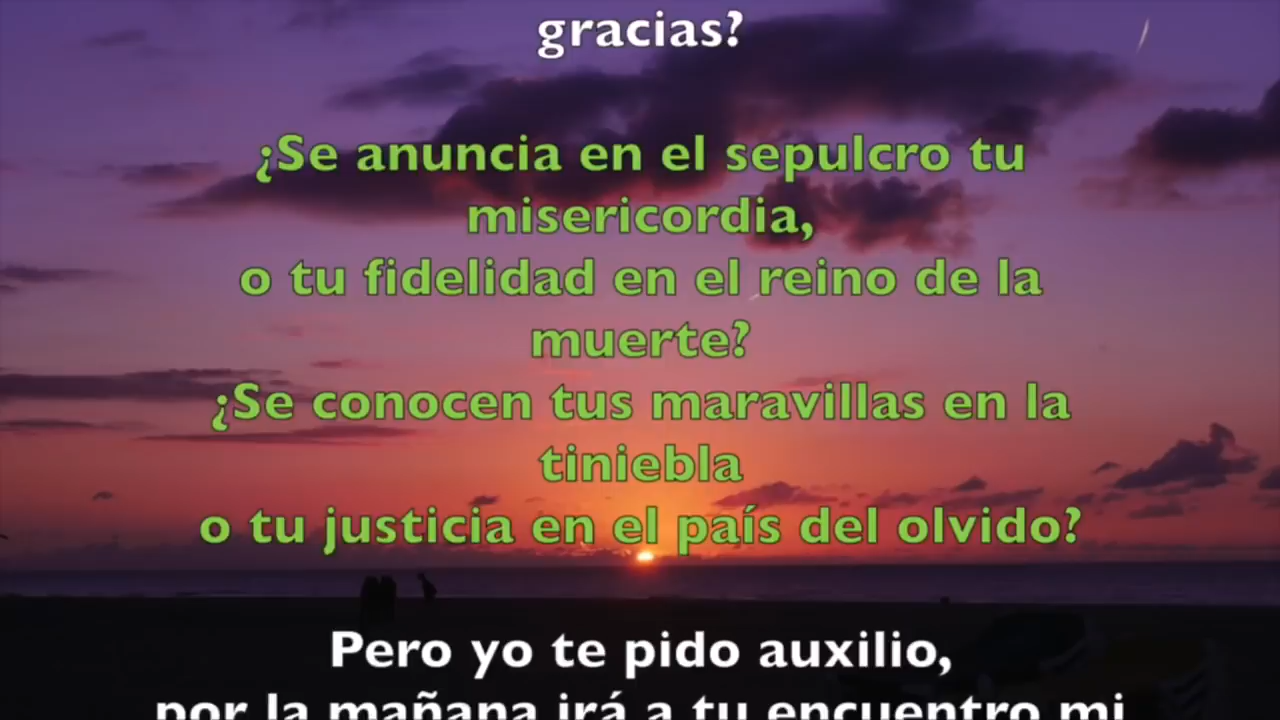 gracias?
¿Se anuncia en el sepulcro tu
misericordia,
o tu fidelidad en el reino de la
muerte?
¿Se conocen tus maravillas en la
tiniebla
o tu justicia en el país del olvido?
Pero yo te pido auxilio,
por la mañana irá a tu encuentro mi